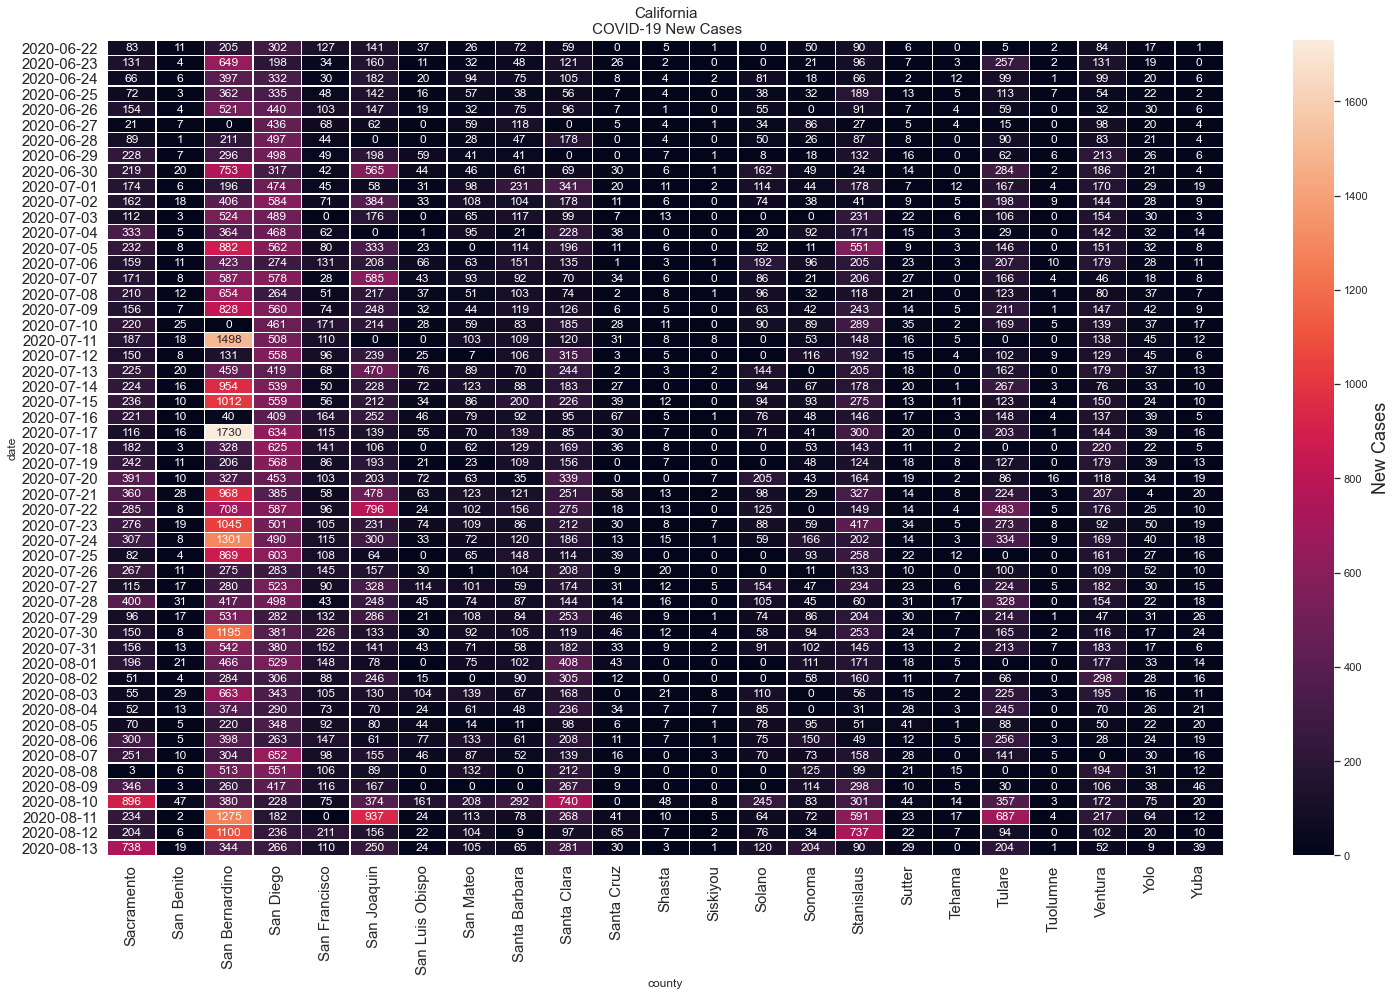 California
COVID-19 New Cases
2020-06-22 83 11 205 302 127 141 37 26 72 59 0 5 1 0 50 90 6 0 5 2 84 17 1
2020-06-23 131 4 649 198 34 160 11 32 48 121 26 2 0 0 21 96 7 3 257 2 131 19 0
2020-06-24 66 6 397 332 30 182 20 94 75 105 8 4 2 81 18 66 2 12 99 1 99 20 6
2020-06-25 72 3 362 335 48 142 16 57 38 56 7 4 0 38 32 189 13 5 113 7 54 22 2
2020-06-26 154 4 521 440 103 147 19 32 75 96 7 1 0 55 0 91 7 4 59 0 32 30 6
2020-06-27 21 7 0 436 68 62 0 59 118 0 5 4 1 34 86 27 5 4 15 0 98 20 4
2020-06-28 89 1 211 497 44 0 0 28 47 178 0 4 0 50 26 87 8 0 90 0 83 21 4
2020-06-29 228 7 296 498 49 198 59 41 41 0 0 7 1 8 18 132 16 0 62 6 213 26 6
2020-06-30 219 20 753 317 42 565 44 46 61 69 30 6 1 162 49 24 14 0 284 2 186 21 4
2020-07-01 174 6 196 474 45 58 31 98 231 341 20 11 2 114 44 178 7 12 167 4 170 29 19
2020-07-02 162 18 406 584 71 384 33 108 104 178 11 6 0 74 38 41 9 5 198 9 144 28 9
2020-07-03 112 3 524 489 0 176 0 65 117 99 7 13 0 0 0 231 22 6 106 0 154 30 3
2020-07-04 333 5 364 468 62 0 1 95 21 228 38 0 0 20 92 171 15 3 29 0 142 32 14
2020-07-05 232 8 882 562 80 333 23 0 114 196 11 6 0 52 11 551 9 3 146 0 151 32 8
2020-07-06 159 11 423 274 131 208 66 63 151 135 1 3 1 192 96 205 23 3 207 10 179 28 11
2020-07-07 171 8 587 578 28 585 43 93 92 70 34 6 0 86 21 206 27 0 166 4 46 18 8
2020-07-08 210 12 654 264 51 217 37 51 103 74 2 8 1 96 32 118 21 0 123 1 80 37 7
2020-07-09 156 7 828 560 74 248 32 44 119 126 6 5 0 63 42 243 14 5 211 1 147 42 9
2020-07-10 220 25 0 461 171 214 28 59 83 185 28 11 0 90 89 289 35 2 169 5 139 37 17
2020-07-11 187 18 1498 508 110 0 0 103 109 120 31 8 8 0 53 148 16 5 0 0 138 45 12
2020-07-12 150 8 131 558 96 239 25 7 106 315 3 5 0 0 116 192 15 4 102 9 129 45 6
2020-07-13 225 20 459 419 68 470 76 89 70 244 2 3 2 144 0 205 18 0 162 0 179 37 13
2020-07-14 224 16 954 539 50 228 72 123 88 183 27 0 0 94 67 178 20 1 267 3 76 33 10
2020-07-15 236 10 1012 559 56 212 34 86 200 226 39 12 0 94 93 275 13 11 123 4 150 24 10
2020-07-16 221 10 40 409 164 252 46 79 92 95 67 5 1 76 48 146 17 3 148 4 137 39 5
2020-07-17 116 16 1730 634 115 139 55 70 139 85 30 7 0 71 41 300 20 0 203 1 144 39 16
2020-07-18 182 3 328 625 141 106 0 62 129 169 36 8 0 0 53 143 11 2 0 0 220 22 5
2020-07-19 242 11 206 568 86 193 21 23 109 156 0 7 0 0 48 124 18 8 127 0 179 39 13
2020-07-20 391 10 327 453 103 203 72 63 35 339 0 0 7 205 43 164 19 2 86 16 118 34 19
2020-07-21 360 28 968 385 58 478 63 123 121 251 58 13 2 98 29 327 14 8 224 3 207 4 20
2020-07-22 285 8 708 587 96 796 24 102 156 275 18 13 0 125 0 149 14 4 483 5 176 25 10
2020-07-23 276 19 1045 501 105 231 74 109 86 212 30 8 7 88 59 417 34 5 273 8 92 50 19
2020-07-24 307 8 1301 490 115 300 33 72 120 186 13 15 1 59 166 202 14 3 334 9 169 40 18
2020-07-25 82 4 869 603 108 64 0 65 148 114 39 0 0 0 93 258 22 12 0 0 161 27 16
2020-07-26 267 11 275 283 145 157 30 1 104 208 9 20 0 0 11 133 10 0 100 0 109 52 10
2020-07-27 115 17 280 523 90 328 114 101 59 174 31 12 5 154 47 234 23 6 224 5 182 30 15
2020-07-28 400 31 417 498 43 248 45 74 87 144 14 16 0 105 45 60 31 17 328 0 154 22 18
2020-07-29 96 17 531 282 132 286 21 108 84 253 46 9 1 74 86 204 30 7 214 1 47 31 26
2020-07-30 150 8 1195 381 226 133 30 92 105 119 46 12 4 58 94 253 24 7 165 2 116 17 24
2020-07-31 156 13 542 380 152 141 43 71 58 182 33 9 2 91 102 145 13 2 213 7 183 17 6
2020-08-01 196 21 466 529 148 78 0 75 102 408 43 0 0 0 111 171 18 5 0 0 177 33 14
2020-08-02 51 4 284 306 88 246 15 0 90 305 12 0 0 0 58 160 11 7 66 0 298 28 16
2020-08-03 55 29 663 343 105 130 104 139 67 168 0 21 8 110 0 56 15 2 225 3 195 16 11
2020-08-04 52 13 374 290 73 70 24 61 48 236 34 7 7 85 0 31 28 3 245 0 70 26 21
2020-08-05 70 5 220 348 92 80 44 14 11 98 6 7 1 78 95 51 41 1 88 0 50 22 20
2020-08-06 300 5 398 263 147 61 77 133 61 208 11 7 1 75 150 49 12 5 256 3 28 24 19
2020-08-07 251 10 304 652 98 155 46 87 52 139 16 0 3 70 73 158 28 0 141 5 0 30 16
2020-08-08 3 6 513 551 106 89 0 132 0 212 9 0 0 0 125 99 21 15 0 0 194 31 12
2020-08-09 346 3 260 417 116 167 0 0 0 267 9 0 0 0 114 298 10 5 30 0 106 38 46
2020-08-10 896 47 380 228 75 374 161 208 292 740 0 48 8 245 83 301 44 14 357 3 172 75 20
2020-08-11 234 2 1275 182 0 937 24 113 78 268 41 10 5 64 72 591 23 17 687 4 217 64 12
2020-08-12 204 6 1100 236 211 156 22 104 9 97 65 7 2 76 34 737 22 7 94 0 102 20 10
2020-08-13 738 19 344 266 110 250 24 105 65 281 30 3 1 120 204 90 29 0 204 1 52 9 39
date
Sacramento
San Benito
San Bernardino
San Diego
San Francisco
San Joaquin
San Luis Obispo
San Mateo
Santa Barbara
Santa Clara
Santa Cruz
Shasta
Siskiyou
Solano
Sonoma
Stanislaus
Sutter
Tehama
Tulare
Tuolumne
Ventura
Yolo
Yuba
county
1600
1400
1200
1000
800
600
400
200
0
New Cases